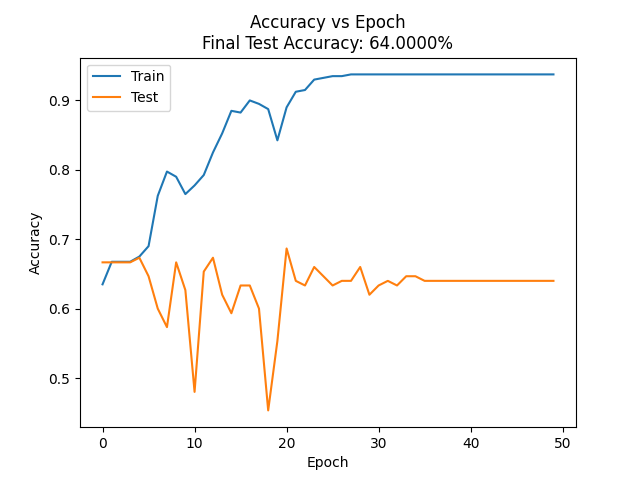 Accuracy vs Epoch
Final Test Accuracy: 64.0000%
Train
Test
Accuracy
0.9
0.8
0.7
0.6
0.5
0 10 20 30 40 50
Epoch